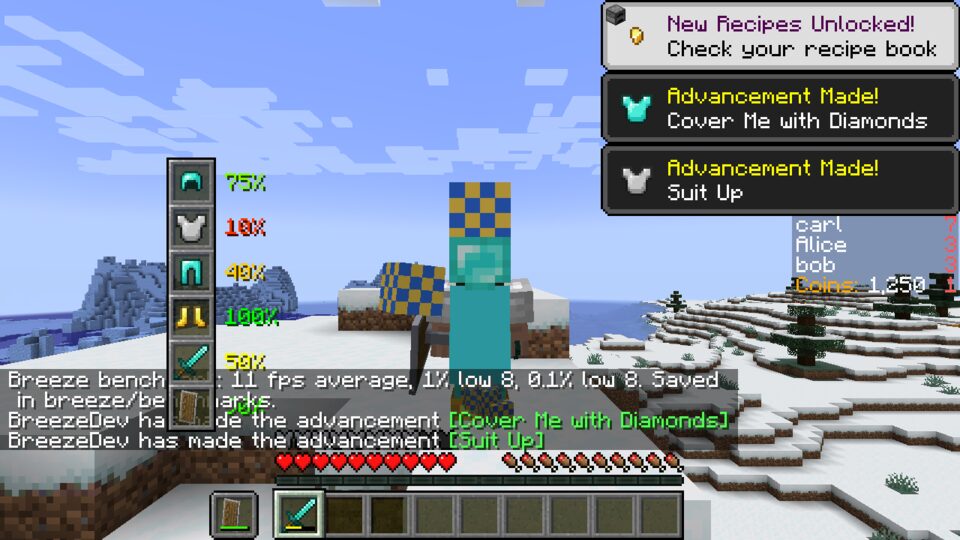 New Recipes Unlocked!
Check your recipe book
Advancement Made!
Cover Me with Diamonds
Advancement Made!
Suit Up
75%
10%
40%
100%
50%
carl
Alice
bob
Coins: 1,250
Breeze bench : 11 fps average, 1% low 8, 0.1% low 8. Saved
in breeze/be marks.
BreezeDev ha de the advancement [Cover Me with Diamonds]
BreezeDev has made the advancement [Suit Up]